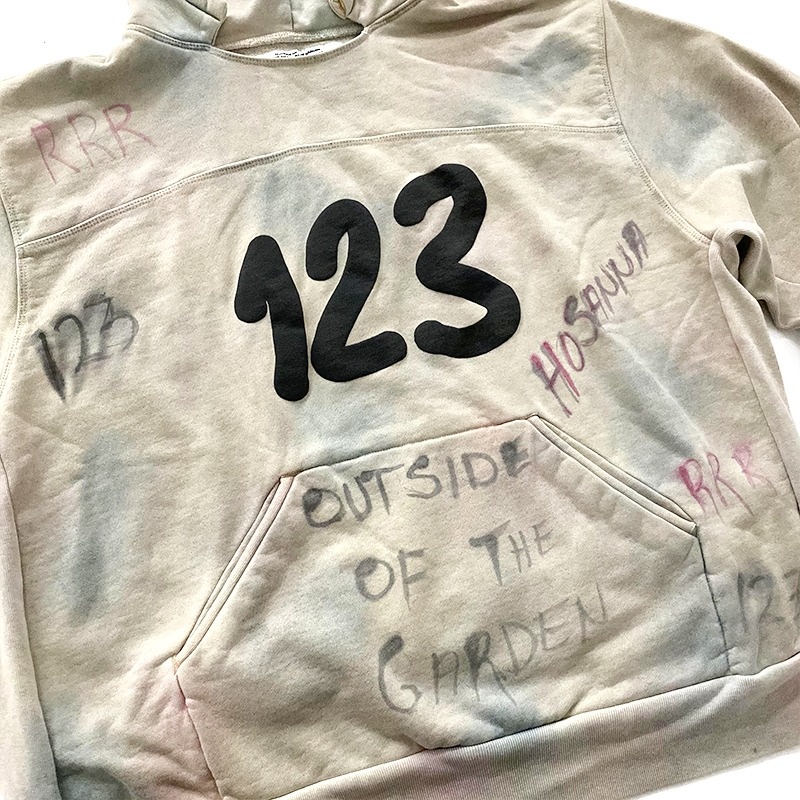 RRR
123
123
HOSANNA
OUTSIDE
OF THE
GARDEN
RRR
123